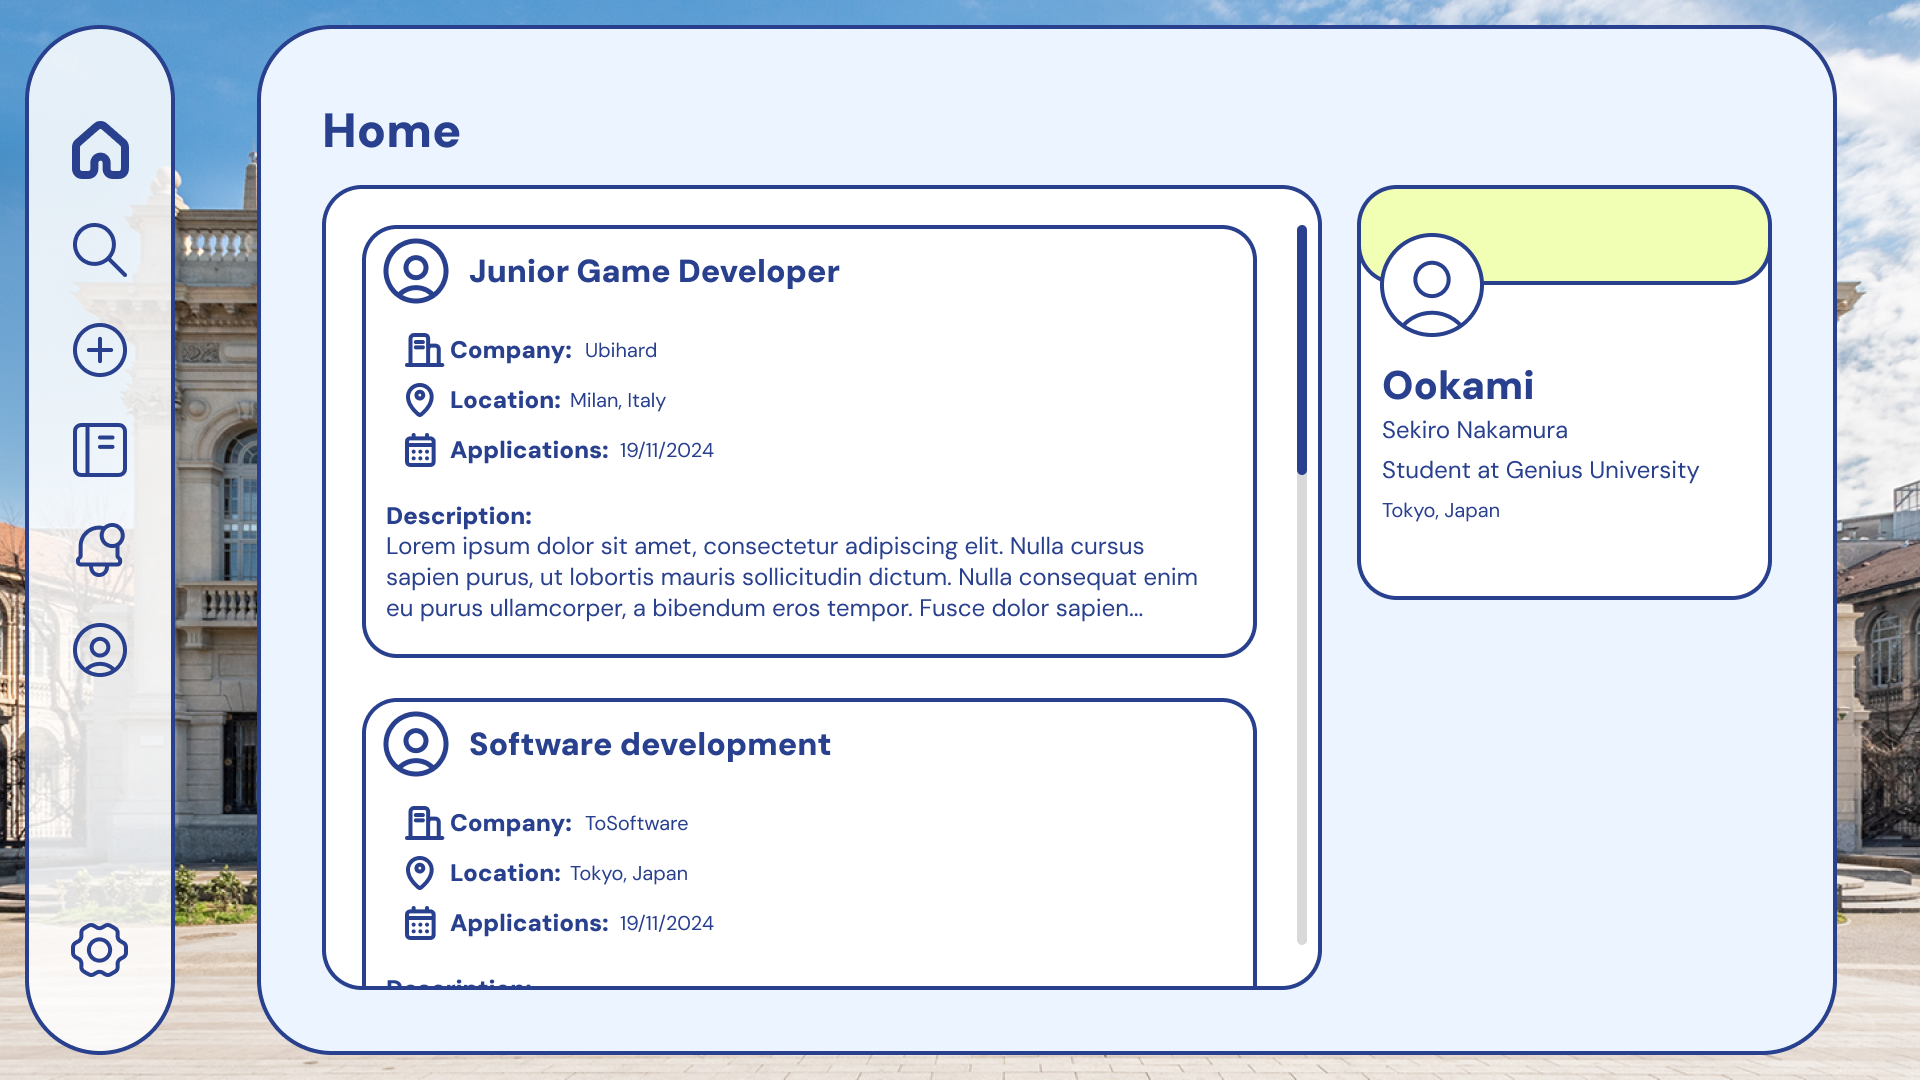 Home
Junior Game Developer
Company: Ubihard
Location: Milan, Italy
Applications: 19/11/2024
Description:
Lorem ipsum dolor sit amet, consectetur adipiscing elit. Nulla cursus
sapien purus, ut lobortis mauris sollicitudin dictum. Nulla consequat enim
eu purus ullamcorper, a bibendum eros tempor. Fusce dolor sapien...
Software development
Company: ToSoftware
Location: Tokyo, Japan
Applications: 19/11/2024
Description:
Ookami
Sekiro Nakamura
Student at Genius University
Tokyo, Japan